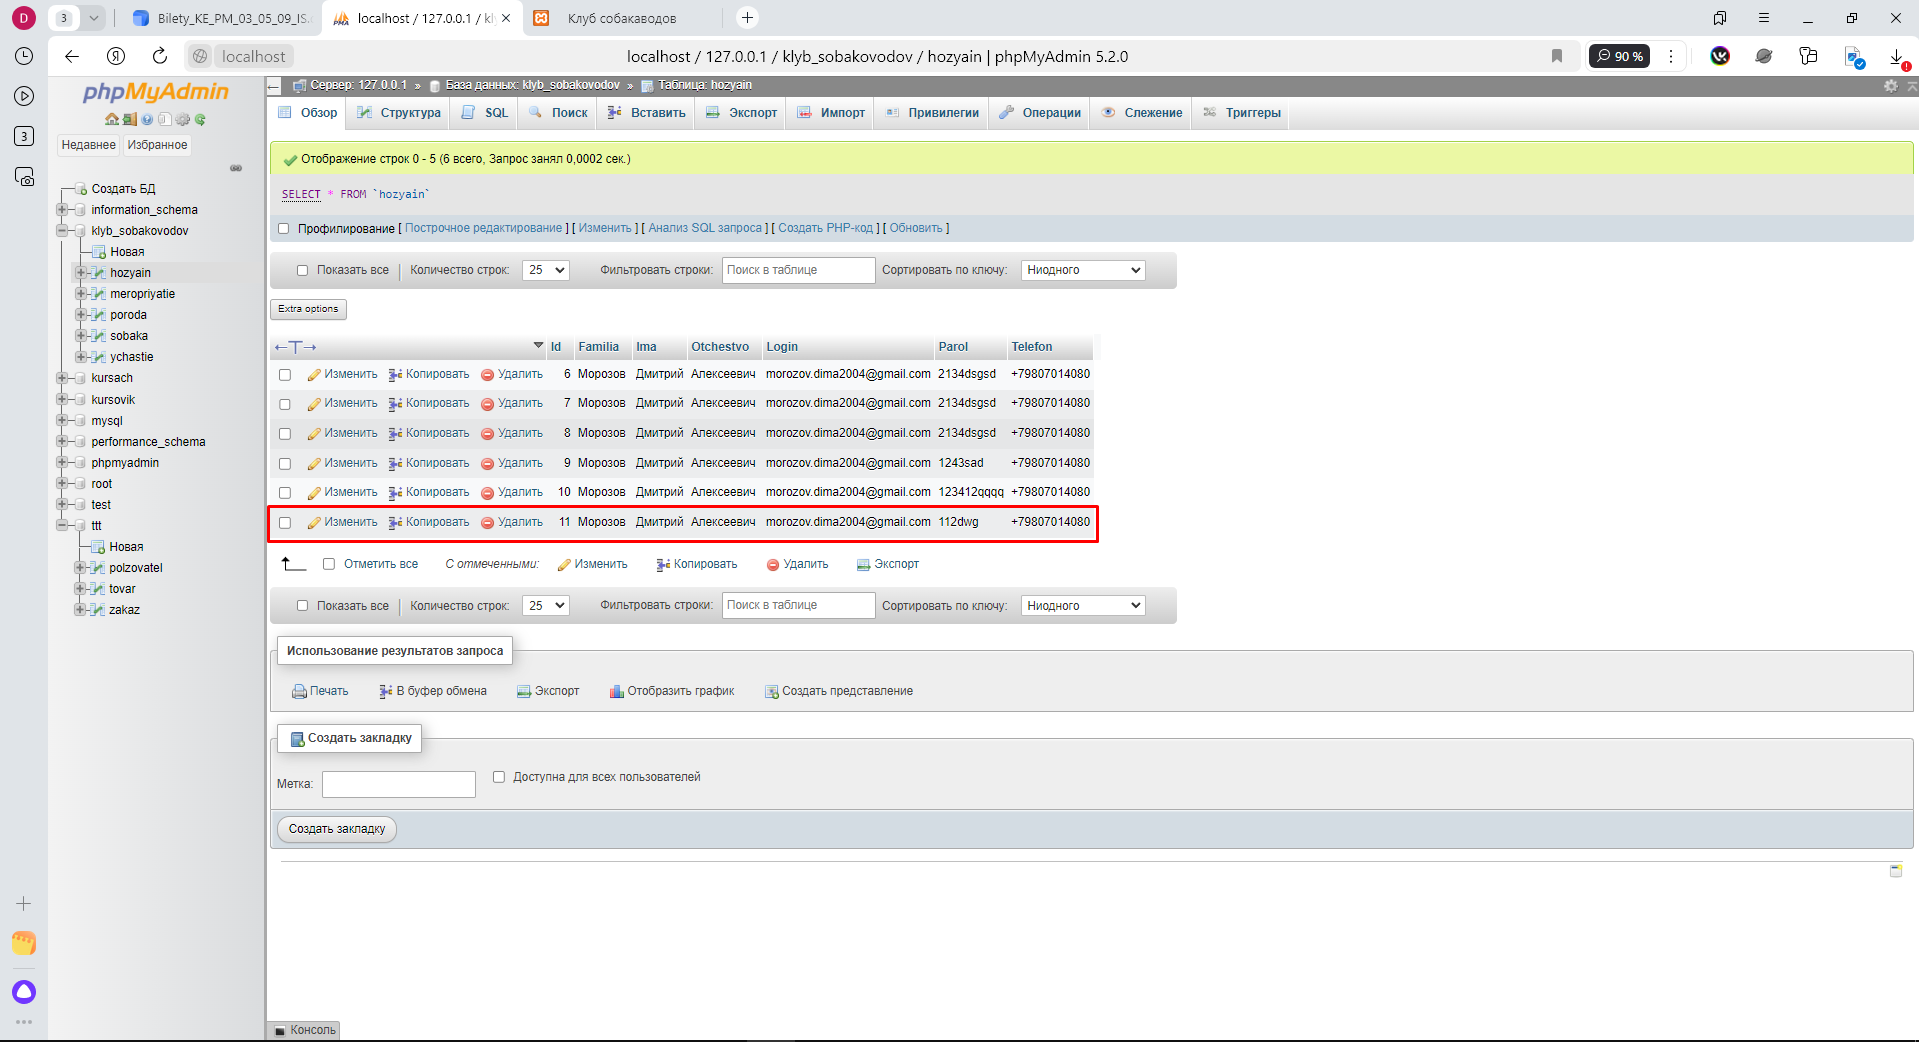 D 3 Bilety_KE_PM_03_05_09_IS. localhost / 127.0.0.1 / kl Клуб собакаводов
localhost localhost / 127.0.0.1 / klyb_sobakovodov / hozyain | phpMyAdmin 5.2.0 90 %
phpMyAdmin
Недавнее Избранное
Создать БД
information_schema
klyb_sobakovodov
Новая
hozyain
meropriyatie
poroda
sobaka
ychastie
kursach
kursovik
mysql
performance_schema
phpmyadmin
root
test
ttt
Новая
polzovatel
tovar
zakaz
3
Сервер: 127.0.0.1 » База данных: klyb_sobakovodov » Таблица: hozyain
Обзор Структура SQL Поиск Вставить Экспорт Импорт Привилегии Операции Слежение Триггеры
Отображение строк 0 - 5 (6 всего, Запрос занял 0,0002 сек.)
SELECT * FROM `hozyain`
Профилирование [ Построчное редактирование ] [ Изменить ] [ Анализ SQL запроса ] [ Создать PHP-код ] [ Обновить ]
Показать все Количество строк: 25 Фильтровать строки: Поиск в таблице Сортировать по ключу: Ниодного
Extra options
←T→ Id Familia Ima Otchestvo Login Parol Telefon
Изменить Копировать Удалить 6 Морозов Дмитрий Алексеевич morozov.dima2004@gmail.com 2134dsgsd +79807014080
Изменить Копировать Удалить 7 Морозов Дмитрий Алексеевич morozov.dima2004@gmail.com 2134dsgsd +79807014080
Изменить Копировать Удалить 8 Морозов Дмитрий Алексеевич morozov.dima2004@gmail.com 2134dsgsd +79807014080
Изменить Копировать Удалить 9 Морозов Дмитрий Алексеевич morozov.dima2004@gmail.com 1243sad +79807014080
Изменить Копировать Удалить 10 Морозов Дмитрий Алексеевич morozov.dima2004@gmail.com 123412qqqq +79807014080
Изменить Копировать Удалить 11 Морозов Дмитрий Алексеевич morozov.dima2004@gmail.com 112dwg +79807014080
Отметить все С отмеченными: Изменить Копировать Удалить Экспорт
Показать все Количество строк: 25 Фильтровать строки: Поиск в таблице Сортировать по ключу: Ниодного
Использование результатов запроса
Печать В буфер обмена Экспорт Отобразить график Создать представление
Создать закладку
Метка: Доступна для всех пользователей
Создать закладку
Консоль